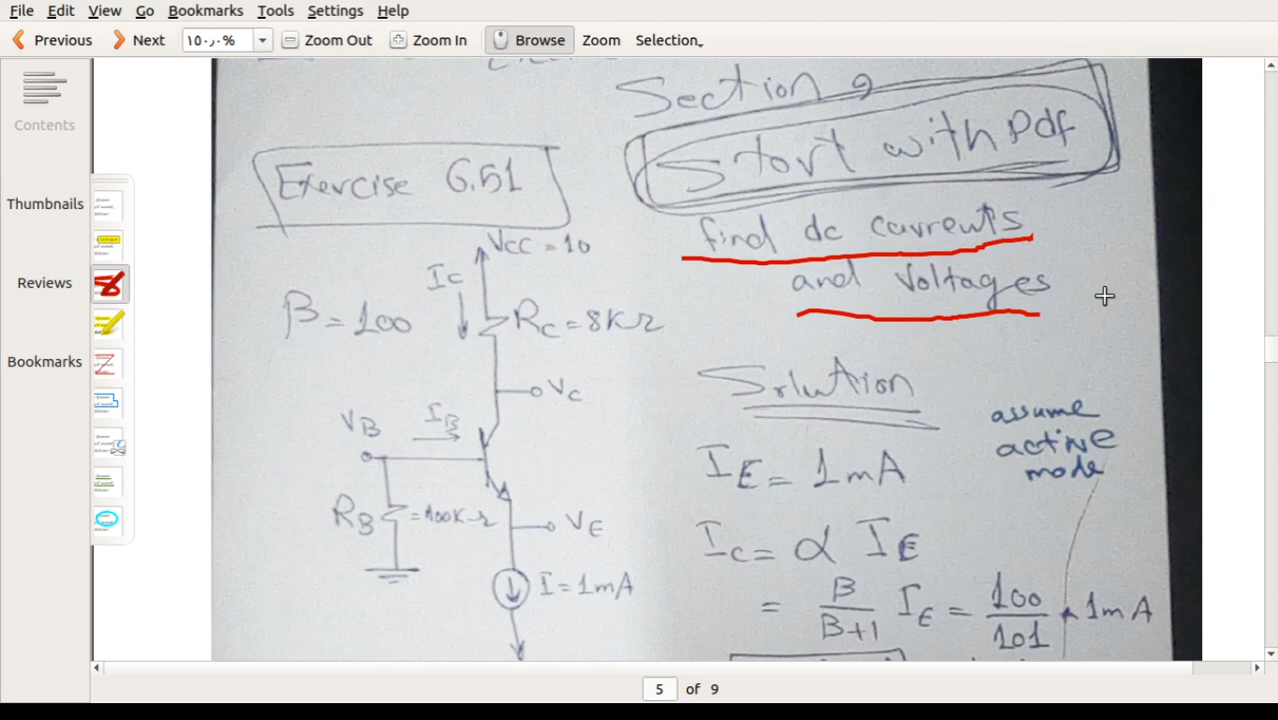 File Edit View Go Bookmarks Tools Settings Help
Previous Next ١٥٠٫٠% Zoom Out Zoom In Browse Zoom Selection
Contents
Thumbnails
Reviews
Bookmarks
Section 9
Start with Pdf
Exercise 6.51
find dc currents
and Voltages
VCC = 10
IC
β = 100
RC = 8KΩ
VC
VB
IB
RB = 100KΩ
VE
I = 1mA
Solution
assume
active
mode
IE = 1mA
IC = α IE
= B/B+1 IE = 100/101 * 1mA
5 of 9